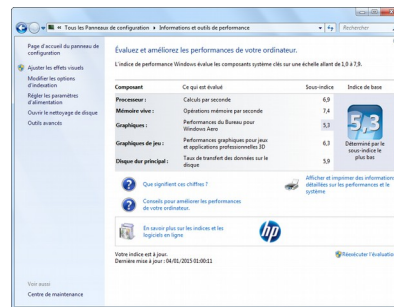 « Tous les Panneaux de configuration ▸ Informations et outils de performance
Rechercher
Page d'accueil du panneau de
configuration
Ajuster les effets visuels
Modifier les options
d'indexation
Régler les paramètres
d'alimentation
Ouvrir le nettoyage de disque
Outils avancés
Voir aussi
Centre de maintenance
Évaluez et améliorez les performances de votre ordinateur.
L'indice de performance Windows évalue les composants système clés sur une échelle allant de 1,0 à 7,9.
Composant Ce qui est évalué Sous-indice Indice de base
Processeur : Calculs par seconde 6,9
Mémoire vive : Opérations mémoire par seconde 7,4
Graphiques : Performances du Bureau pour
Windows Aero 5,3
Graphiques de jeu : Performances graphiques pour jeux
et applications professionnelles 3D 6,3
Disque dur principal : Taux de transfert des données sur le
disque 5,9
5,3
Déterminé par le
sous-indice le
plus bas
Que signifient ces chiffres ?
Afficher et imprimer des informations
détaillées sur les performances et le
système
Conseils pour améliorer les performances
de votre ordinateur.
En savoir plus sur les indices et les
logiciels en ligne
hp
Votre indice est à jour.
Dernière mise à jour : 04/01/2015 01:00:11
Réexécuter l'évaluation